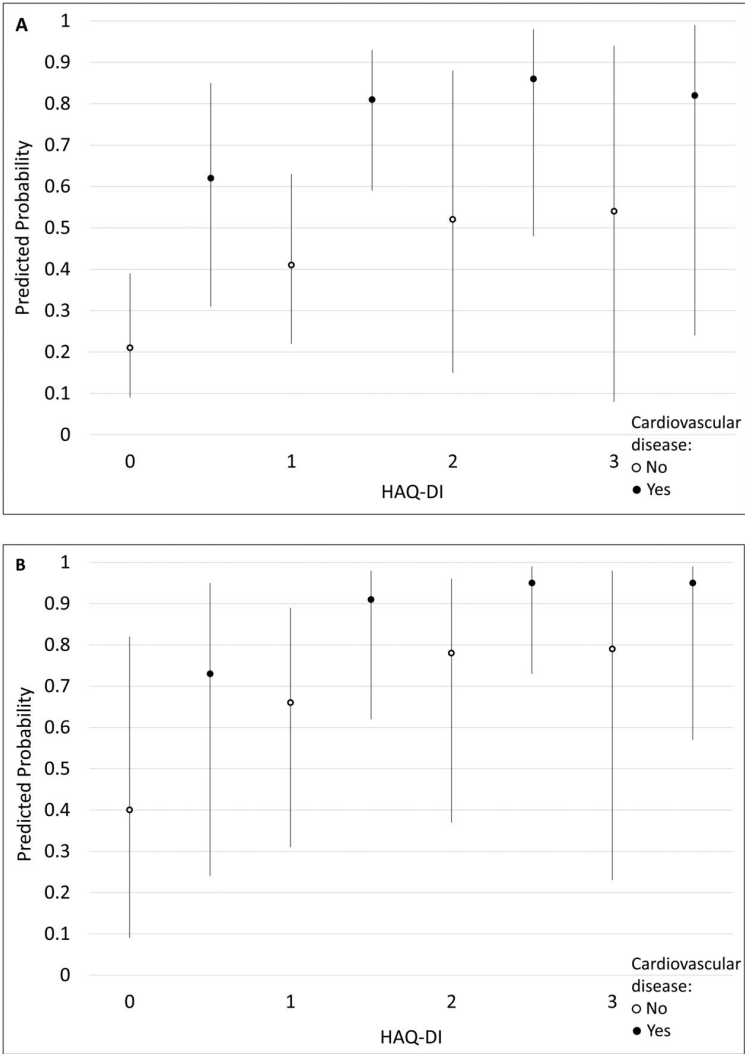 A
1
0.9
0.8
0.7
0.6
0.5
0.4
0.3
0.2
0.1
0
Predicted Probability
0 1 2 3
HAQ-DI
Cardiovascular
disease:
No
Yes
B
1
0.9
0.8
0.7
0.6
0.5
0.4
0.3
0.2
0.1
0
Predicted Probability
0 1 2 3
HAQ-DI
Cardiovascular
disease:
No
Yes